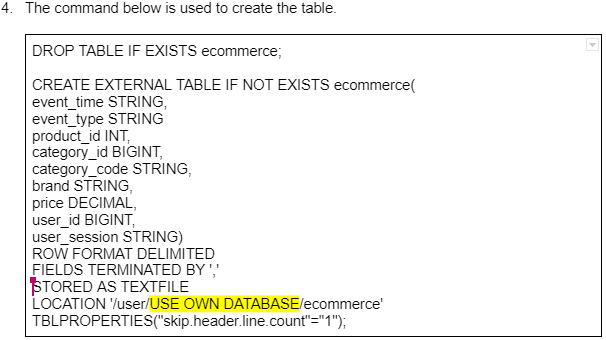 4. The command below is used to create the table.
DROP TABLE IF EXISTS ecommerce;
CREATE EXTERNAL TABLE IF NOT EXISTS ecommerce(
event_time STRING,
event_type STRING
product_id INT,
category_id BIGINT,
category_code STRING,
brand STRING,
price DECIMAL,
user_id BIGINT,
user_session STRING)
ROW FORMAT DELIMITED
FIELDS TERMINATED BY ','
STORED AS TEXTFILE
LOCATION '/user/USE OWN DATABASE/ecommerce'
TBLPROPERTIES("skip.header.line.count"="1");